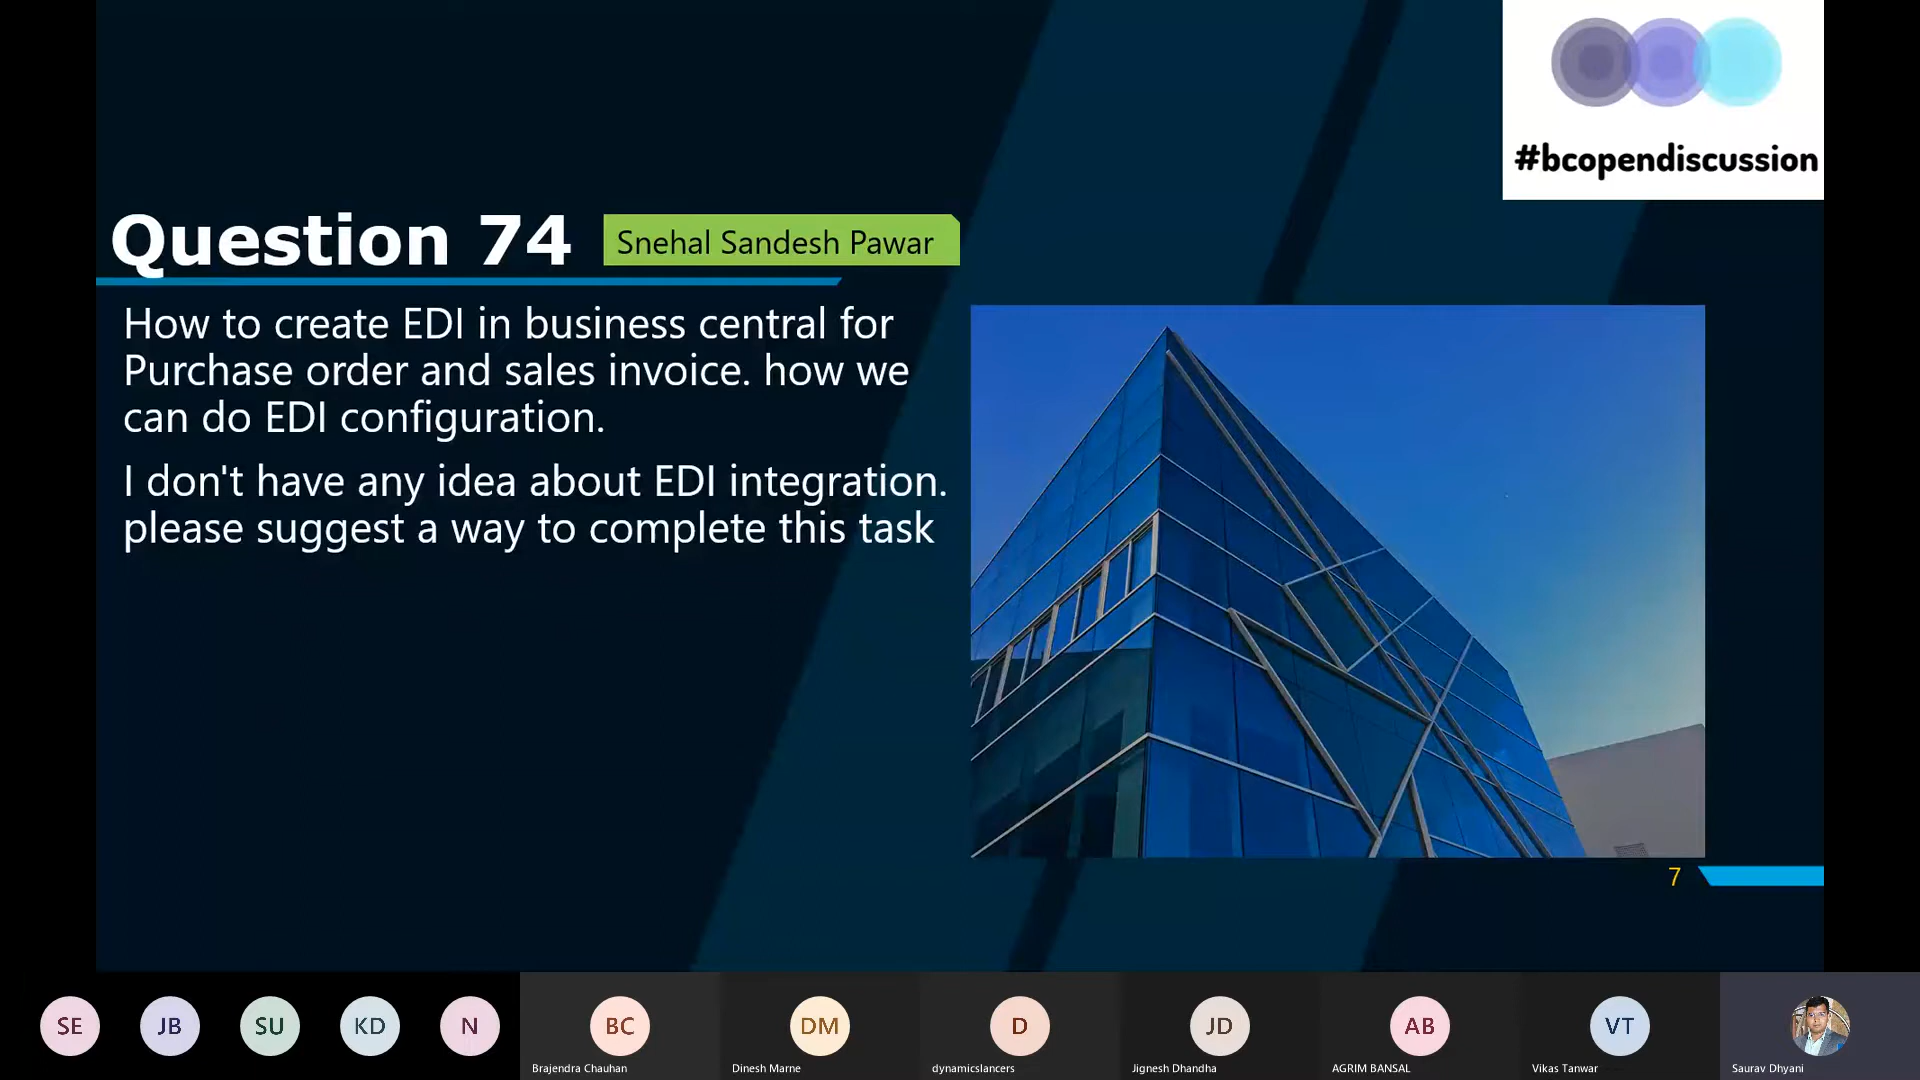 #bcopendiscussion
Question 74
Snehal Sandesh Pawar
How to create EDI in business central for
Purchase order and sales invoice. how we
can do EDI configuration.
I don't have any idea about EDI integration.
please suggest a way to complete this task
7
SE
JB
SU
KD
N
BC
DM
D
JD
AB
VT
Brajendra Chauhan
Dinesh Marne
dynamicslancers
Jignesh Dhandha
AGRIM BANSAL
Vikas Tanwar
Saurav Dhyani